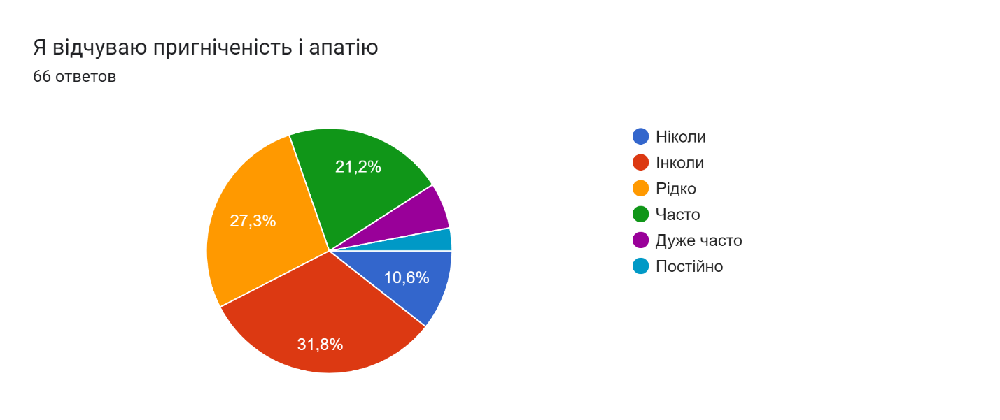 Я відчуваю пригніченість і апатію
66 ответов
21,2%
27,3%
10,6%
31,8%
Ніколи
Інколи
Рідко
Часто
Дуже часто
Постійно